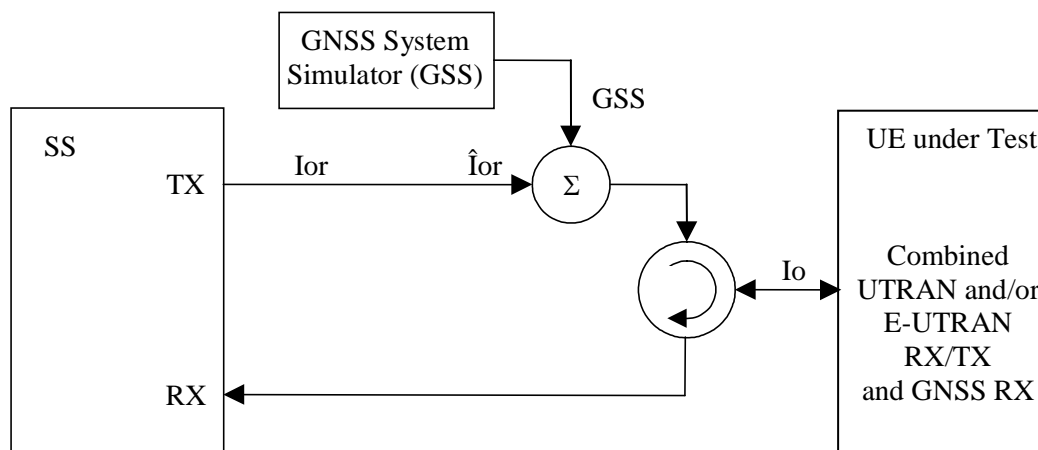 GNSS System
Simulator (GSS)
GSS
SS
TX
Ior
Îor
Σ
UE under Test
Io
Combined
UTRAN and/or
E-UTRAN
RX/TX
and GNSS RX
RX